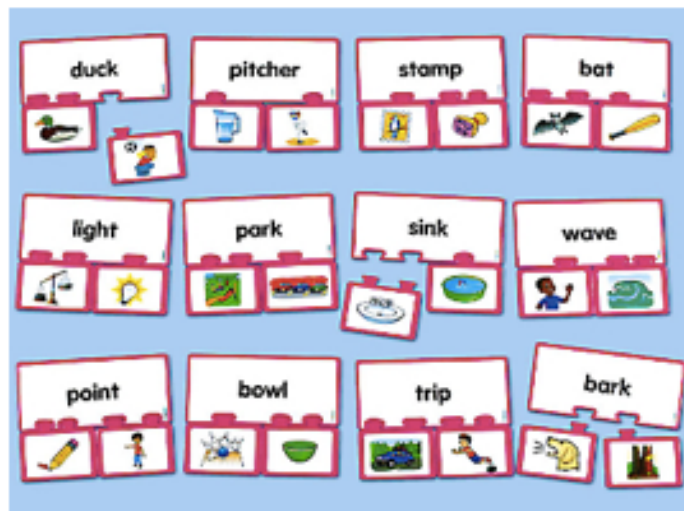 duck
pitcher
stamp
bat
light
park
sink
wave
point
bowl
trip
bark